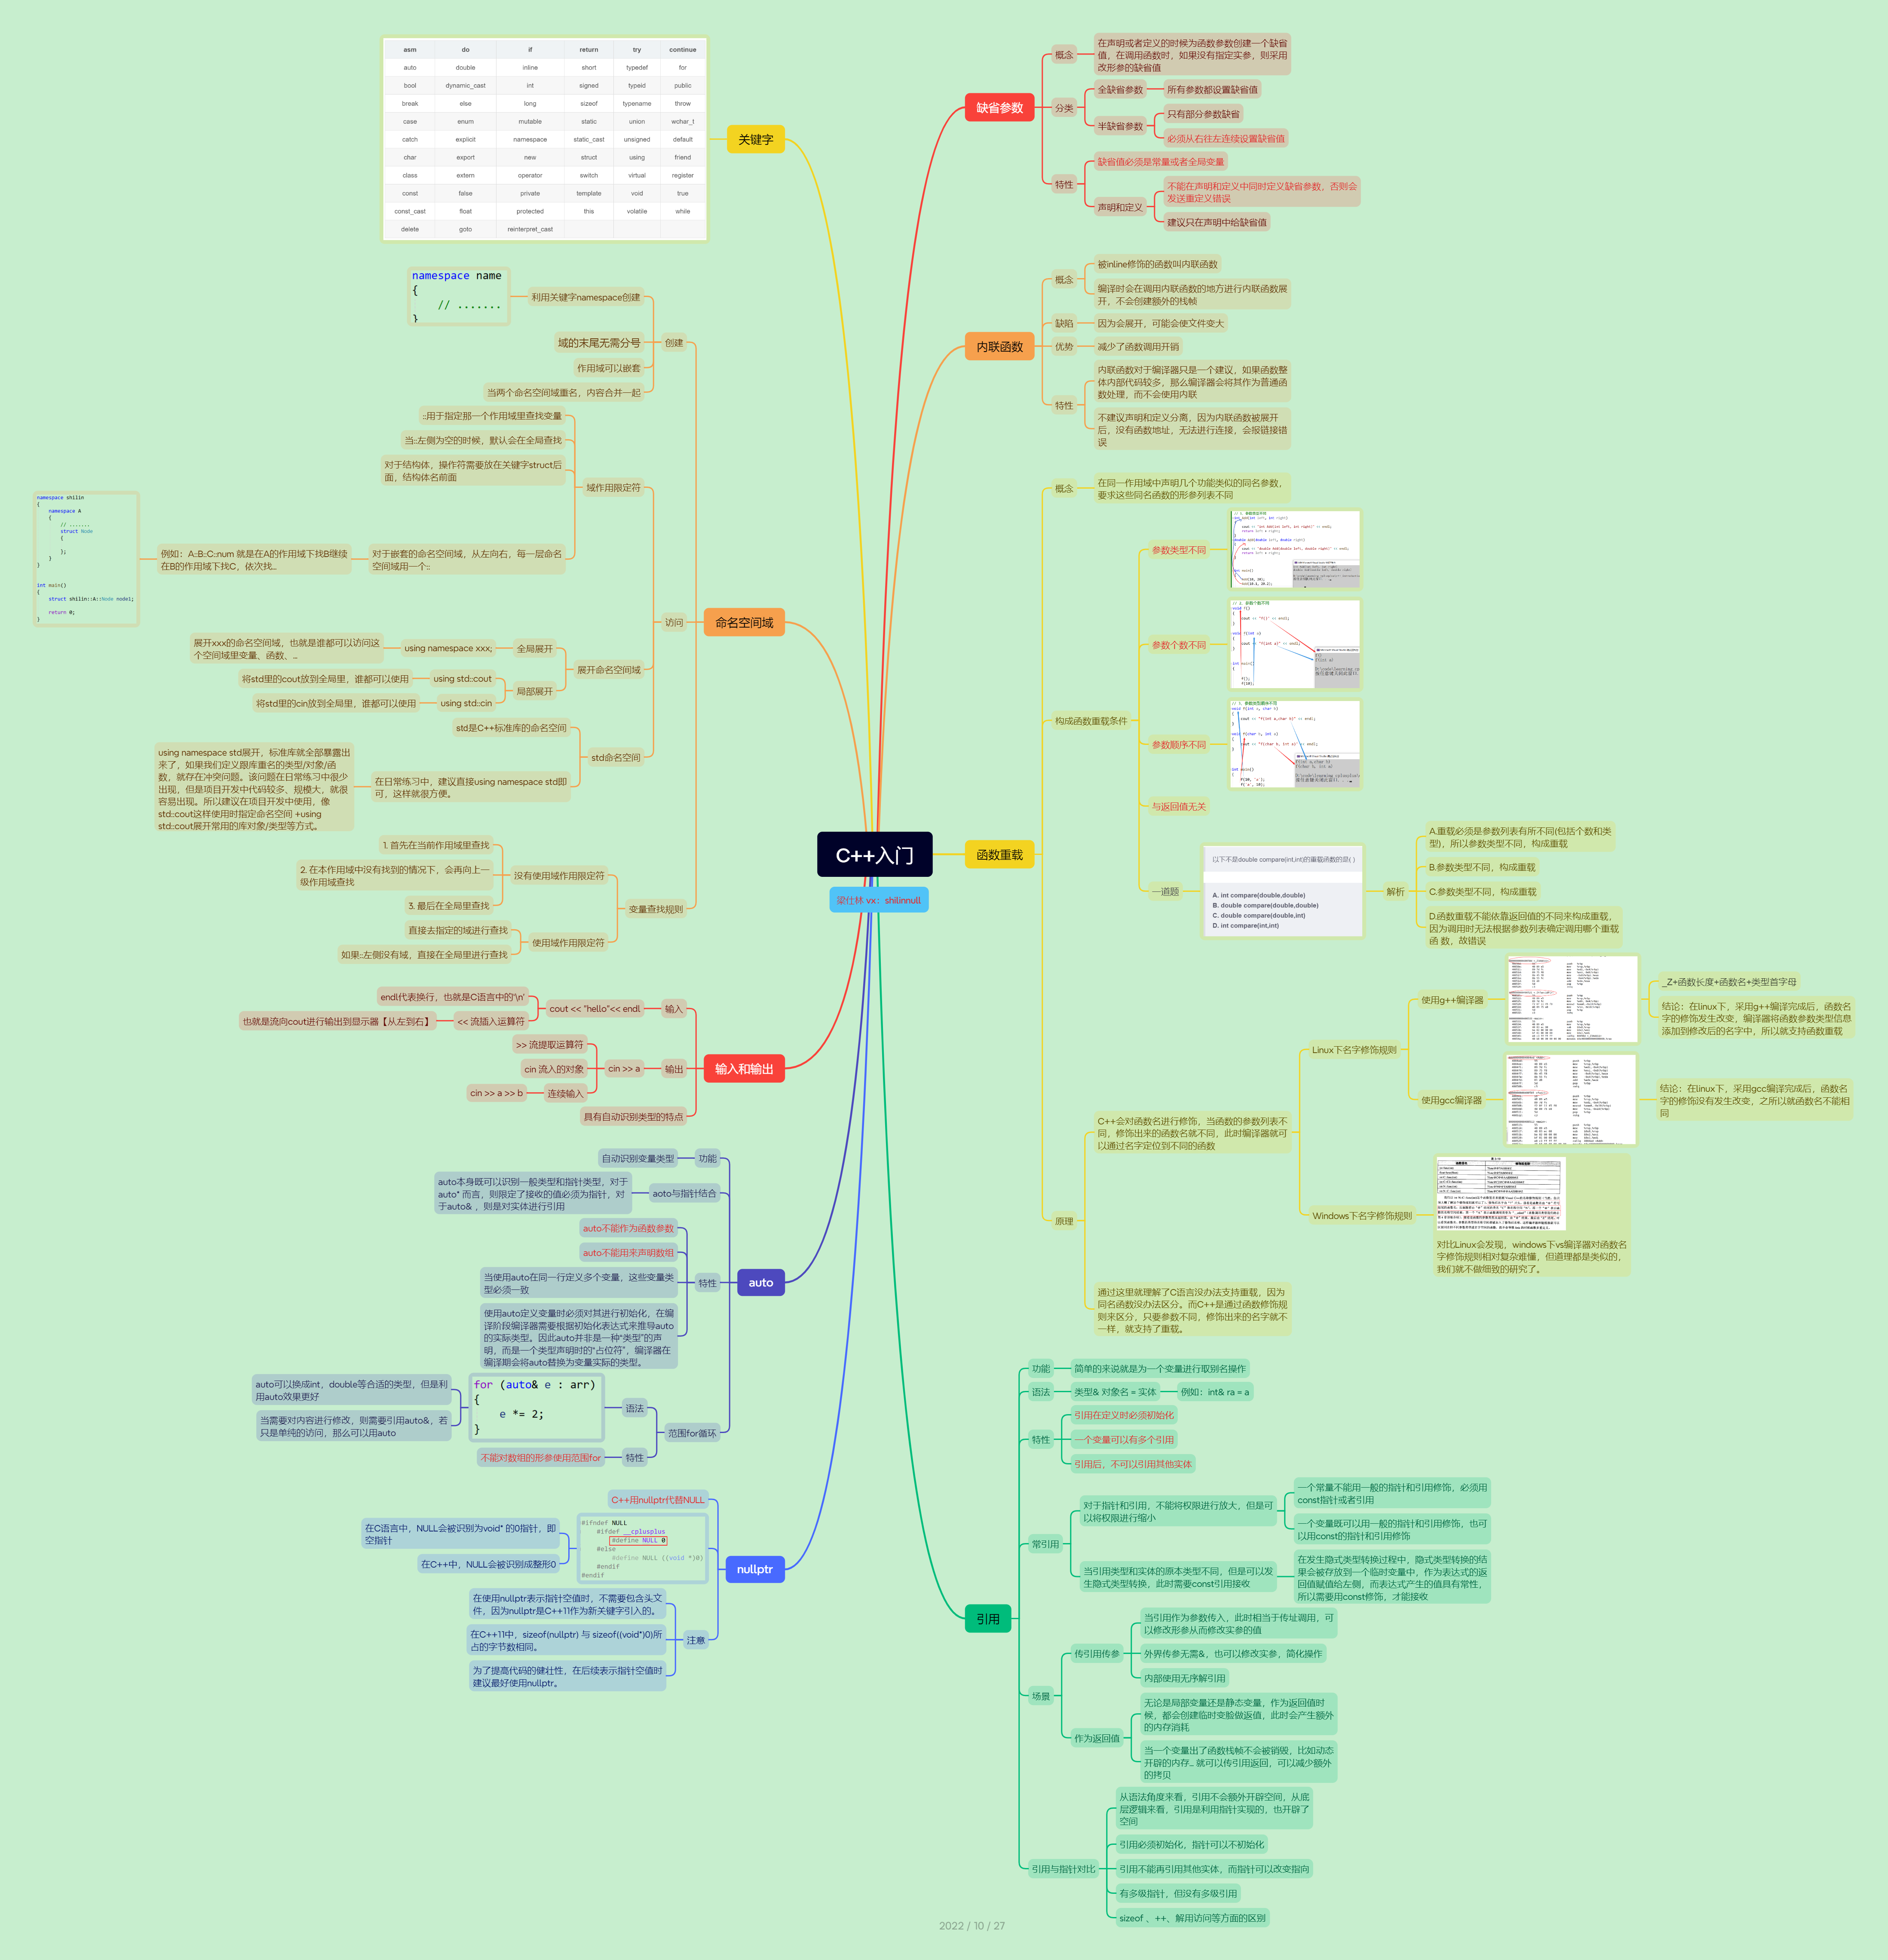 C++入门
梁仕林 vx：shilinnull
关键字
asm do if return try continue
auto double inline short typedef for
bool dynamic_cast int signed typeid public
break else long sizeof typename throw
case enum mutable static union wchar_t
catch explicit namespace static_cast unsigned default
char export new struct using friend
class extern operator switch virtual register
const false private template void true
const_cast float protected this volatile while
delete goto reinterpret_cast
命名空间域
创建
利用关键字namespace创建
namespace name
{
// .......
}
域的末尾无需分号
作用域可以嵌套
当两个命名空间域重名，内容合并一起
访问
域作用限定符
::用于指定那一个作用域里查找变量
当::左侧为空的时候，默认会在全局查找
对于结构体，操作符需要放在关键字struct后
面，结构体名前面
对于嵌套的命名空间域，从左向右，每一层命名
空间域用一个::
例如：A::B::C::num 就是在A的作用域下找B继续
在B的作用域下找C，依次找...
namespace shilin
{
namespace A
{
// .......
struct Node
{
};
}
}
int main()
{
struct shilin::A::Node node1;
return 0;
}
展开命名空间域
全局展开
using namespace xxx;
展开xxx的命名空间域，也就是谁都可以访问这
个空间域里变量、函数、...
局部展开
using std::cout
将std里的cout放到全局里，谁都可以使用
using std::cin
将std里的cin放到全局里，谁都可以使用
std命名空间
std是C++标准库的命名空间
在日常练习中，建议直接using namespace std即
可，这样就很方便。
using namespace std展开，标准库就全部暴露出
来了，如果我们定义跟库重名的类型/对象/函
数，就存在冲突问题。该问题在日常练习中很少
出现，但是项目开发中代码较多、规模大，就很
容易出现。所以建议在项目开发中使用，像
std::cout这样使用时指定命名空间 +using
std::cout展开常用的库对象/类型等方式。
变量查找规则
没有使用域作用限定符
1. 首先在当前作用域里查找
2. 在本作用域中没有找到的情况下，会再向上一
级作用域查找
3. 最后在全局里查找
使用域作用限定符
直接去指定的域进行查找
如果::左侧没有域，直接在全局里进行查找
输入和输出
输入
cout << "hello"<< endl
endl代表换行，也就是C语言中的'\n'
<< 流插入运算符
也就是流向cout进行输出到显示器【从左到右】
输出
cin >> a
>> 流提取运算符
cin 流入的对象
连续输入
cin >> a >> b
具有自动识别类型的特点
auto
功能
自动识别变量类型
aoto与指针结合
auto本身既可以识别一般类型和指针类型，对于
auto* 而言，则限定了接收的值必须为指针，对
于auto& ，则是对实体进行引用
特性
auto不能作为函数参数
auto不能用来声明数组
当使用auto在同一行定义多个变量，这些变量类
型必须一致
使用auto定义变量时必须对其进行初始化，在编
译阶段编译器需要根据初始化表达式来推导auto
的实际类型。因此auto并非是一种“类型”的声
明，而是一个类型声明时的“占位符”，编译器在
编译期会将auto替换为变量实际的类型。
范围for循环
语法
for (auto& e : arr)
{
e *= 2;
}
auto可以换成int，double等合适的类型，但是利
用auto效果更好
当需要对内容进行修改，则需要引用auto&，若
只是单纯的访问，那么可以用auto
特性
不能对数组的形参使用范围for
nullptr
C++用nullptr代替NULL
#ifndef NULL
#ifdef __cplusplus
#define NULL 0
#else
#define NULL ((void *)0)
#endif
#endif
在C语言中，NULL会被识别为void* 的0指针，即
空指针
在C++中，NULL会被识别成整形0
注意
在使用nullptr表示指针空值时，不需要包含头文
件，因为nullptr是C++11作为新关键字引入的。
在C++11中，sizeof(nullptr) 与 sizeof((void*)0)所
占的字节数相同。
为了提高代码的健壮性，在后续表示指针空值时
建议最好使用nullptr。
缺省参数
概念
在声明或者定义的时候为函数参数创建一个缺省
值，在调用函数时，如果没有指定实参，则采用
改形参的缺省值
分类
全缺省参数
所有参数都设置缺省值
半缺省参数
只有部分参数缺省
必须从右往左连续设置缺省值
特性
缺省值必须是常量或者全局变量
声明和定义
不能在声明和定义中同时定义缺省参数，否则会
发送重定义错误
建议只在声明中给缺省值
内联函数
概念
被inline修饰的函数叫内联函数
编译时会在调用内联函数的地方进行内联函数展
开，不会创建额外的栈帧
缺陷
因为会展开，可能会使文件变大
优势
减少了函数调用开销
特性
内联函数对于编译器只是一个建议，如果函数整
体内部代码较多，那么编译器会将其作为普通函
数处理，而不会使用内联
不建议声明和定义分离，因为内联函数被展开
后，没有函数地址，无法进行连接，会报链接错
误
函数重载
概念
在同一作用域中声明几个功能类似的同名参数，
要求这些同名函数的形参列表不同
构成函数重载条件
参数类型不同
参数个数不同
参数顺序不同
与返回值无关
一道题
以下不是double compare(int,int)的重载函数的是( )
A. int compare(double,double)
B. double compare(double,double)
C. double compare(double,int)
D. int compare(int,int)
解析
A.重载必须是参数列表有所不同(包括个数和类
型)，所以参数类型不同，构成重载
B.参数类型不同，构成重载
C.参数类型不同，构成重载
D.函数重载不能依靠返回值的不同来构成重载，
因为调用时无法根据参数列表确定调用哪个重载
函 数，故错误
原理
C++会对函数名进行修饰，当函数的参数列表不
同，修饰出来的函数名就不同，此时编译器就可
以通过名字定位到不同的函数
Linux下名字修饰规则
使用g++编译器
_Z+函数长度+函数名+类型首字母
结论：在linux下，采用g++编译完成后，函数名
字的修饰发生改变，编译器将函数参数类型信息
添加到修改后的名字中，所以就支持函数重载
使用gcc编译器
结论：在linux下，采用gcc编译完成后，函数名
字的修饰没有发生改变，之所以就函数名不能相
同
Windows下名字修饰规则
对比Linux会发现，windows下vs编译器对函数名
字修饰规则相对复杂难懂，但道理都是类似的，
我们就不做细致的研究了。
通过这里就理解了C语言没办法支持重载，因为
同名函数没办法区分。而C++是通过函数修饰规
则来区分，只要参数不同，修饰出来的名字就不
一样，就支持了重载。
引用
功能
简单的来说就是为一个变量进行取别名操作
语法
类型& 对象名 = 实体
例如：int& ra = a
特性
引用在定义时必须初始化
一个变量可以有多个引用
引用后，不可以引用其他实体
常引用
对于指针和引用，不能将权限进行放大，但是可
以将权限进行缩小
一个常量不能用一般的指针和引用修饰，必须用
const指针或者引用
一个变量既可以用一般的指针和引用修饰，也可
以用const的指针和引用修饰
当引用类型和实体的原本类型不同，但是可以发
生隐式类型转换，此时需要const引用接收
在发生隐式类型转换过程中，隐式类型转换的结
果会被存放到一个临时变量中，作为表达式的返
回值赋值给左侧，而表达式产生的值具有常性，
所以需要用const修饰，才能接收
场景
传引用传参
当引用作为参数传入，此时相当于传址调用，可
以修改形参从而修改实参的值
外界传参无需&，也可以修改实参，简化操作
内部使用无序解引用
作为返回值
无论是局部变量还是静态变量，作为返回值时
候，都会创建临时变脸做返值，此时会产生额外
的内存消耗
当一个变量出了函数栈帧不会被销毁，比如动态
开辟的内存... 就可以传引用返回，可以减少额外
的拷贝
引用与指针对比
从语法角度来看，引用不会额外开辟空间，从底
层逻辑来看，引用是利用指针实现的，也开辟了
空间
引用必须初始化，指针可以不初始化
引用不能再引用其他实体，而指针可以改变指向
有多级指针，但没有多级引用
sizeof 、++、解用访问等方面的区别
2022 / 10 / 27